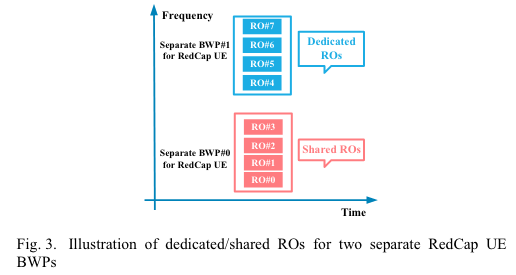 Frequency
RO#7
Separate BWP#1
for RedCap UE
RO#6
RO#5
RO#4
Dedicated
ROs
RO#3
Separate BWP#0
for RedCap UE
RO#2
RO#1
RO#0
Shared ROs
Time
Fig. 3. Illustration of dedicated/shared ROs for two separate RedCap UE
BWPs